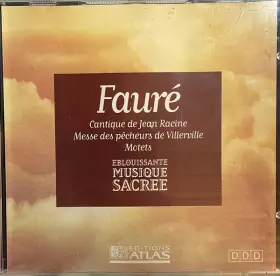 Fauré
Cantique de Jean Racine
Messe des pêcheurs de Villerville
Motets
EBLOUISSANTE
MUSIQUE
SACREE
EDITIONS
ATLAS
DDD